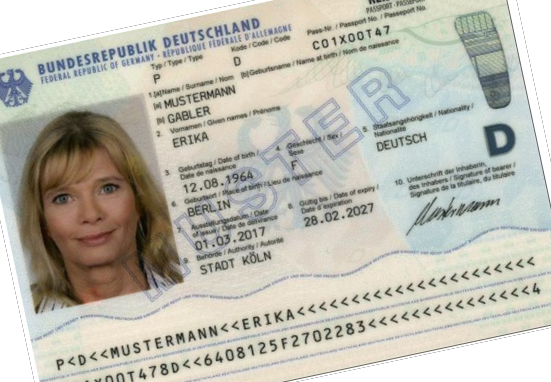 BUNDESREPUBLIK DEUTSCHLAND
FEDERAL REPUBLIC OF GERMANY · RÉPUBLIQUE FÉDÉRALE D'ALLEMAGNE
PASSPORT · PASSEPORT
Typ / Type / Type Kode / Code / Code Pass-Nr. / Passport No. / Passeport No.
P D C01X00T47
1. [a]Name / Surname / Nom [b]Geburtsname / Name at birth / Nom de naissance
[a] MUSTERMANN
[b] GABLER
2. Vornamen / Given names / Prénoms
ERIKA
3. Geburtstag / Date of birth / Date de naissance 4. Geschlecht / Sex / Sexe 5. Staatsangehörigkeit / Nationality / Nationalité
12.08.1964 F DEUTSCH
6. Geburtsort / Place of birth / Lieu de naissance
BERLIN
7. Ausstellungsdatum / Date of issue / Date de délivrance 8. Gültig bis / Date of expiry / Date d'expiration
01.03.2017 28.02.2027
9. Behörde / Authority / Autorité
STADT KÖLN
10. Unterschrift der Inhaberin,
des Inhabers / Signature of bearer /
Signature de la titulaire, du titulaire
Mustermann
D
MUSTER
P<D<<MUSTERMANN<<ERIKA<<<<<<<<<<<<<<<<<<<<<<
X00T478D<<6408125F2702283<<<<<<<<<<<<<<<4